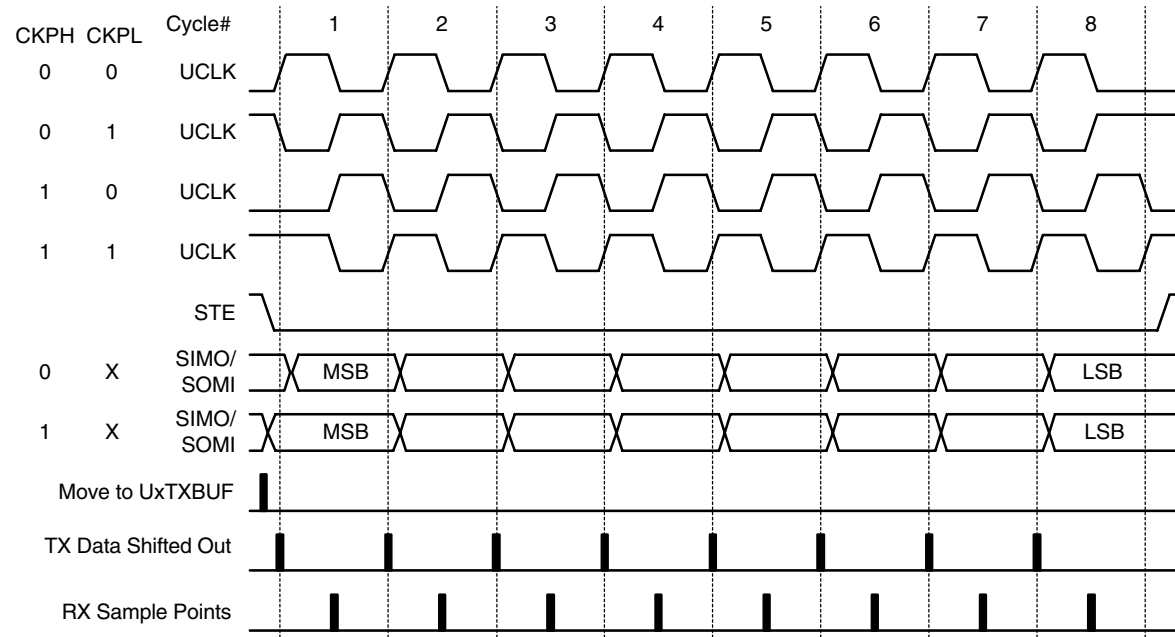 Cycle# 1 2 3 4 5 6 7 8
CKPH CKPL
0 0 UCLK
0 1 UCLK
1 0 UCLK
1 1 UCLK
STE
SIMO/
0 X MSB LSB
SOMI
SIMO/
1 X MSB LSB
SOMI
Move to UxTXBUF
TX Data Shifted Out
RX Sample Points